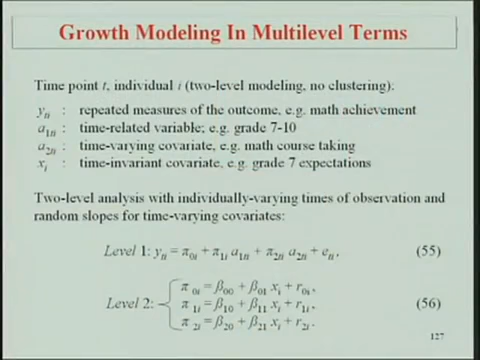 Growth Modeling In Multilevel Terms
Time point t, individual i (two-level modeling, no clustering):
y_ti : repeated measures of the outcome, e.g. math achievement
a_1ti : time-related variable; e.g. grade 7-10
a_2ti : time-varying covariate, e.g. math course taking
x_i : time-invariant covariate, e.g. grade 7 expectations
Two-level analysis with individually-varying times of observation and
random slopes for time-varying covariates:
Level 1: y_ti = π_0i + π_1i a_1ti + π_2i a_2ti + e_ti, (55)
π_0i = β_00 + β_01 x_i + r_0i,
Level 2: π_1i = β_10 + β_11 x_i + r_1i, (56)
π_2i = β_20 + β_21 x_i + r_2i.
127